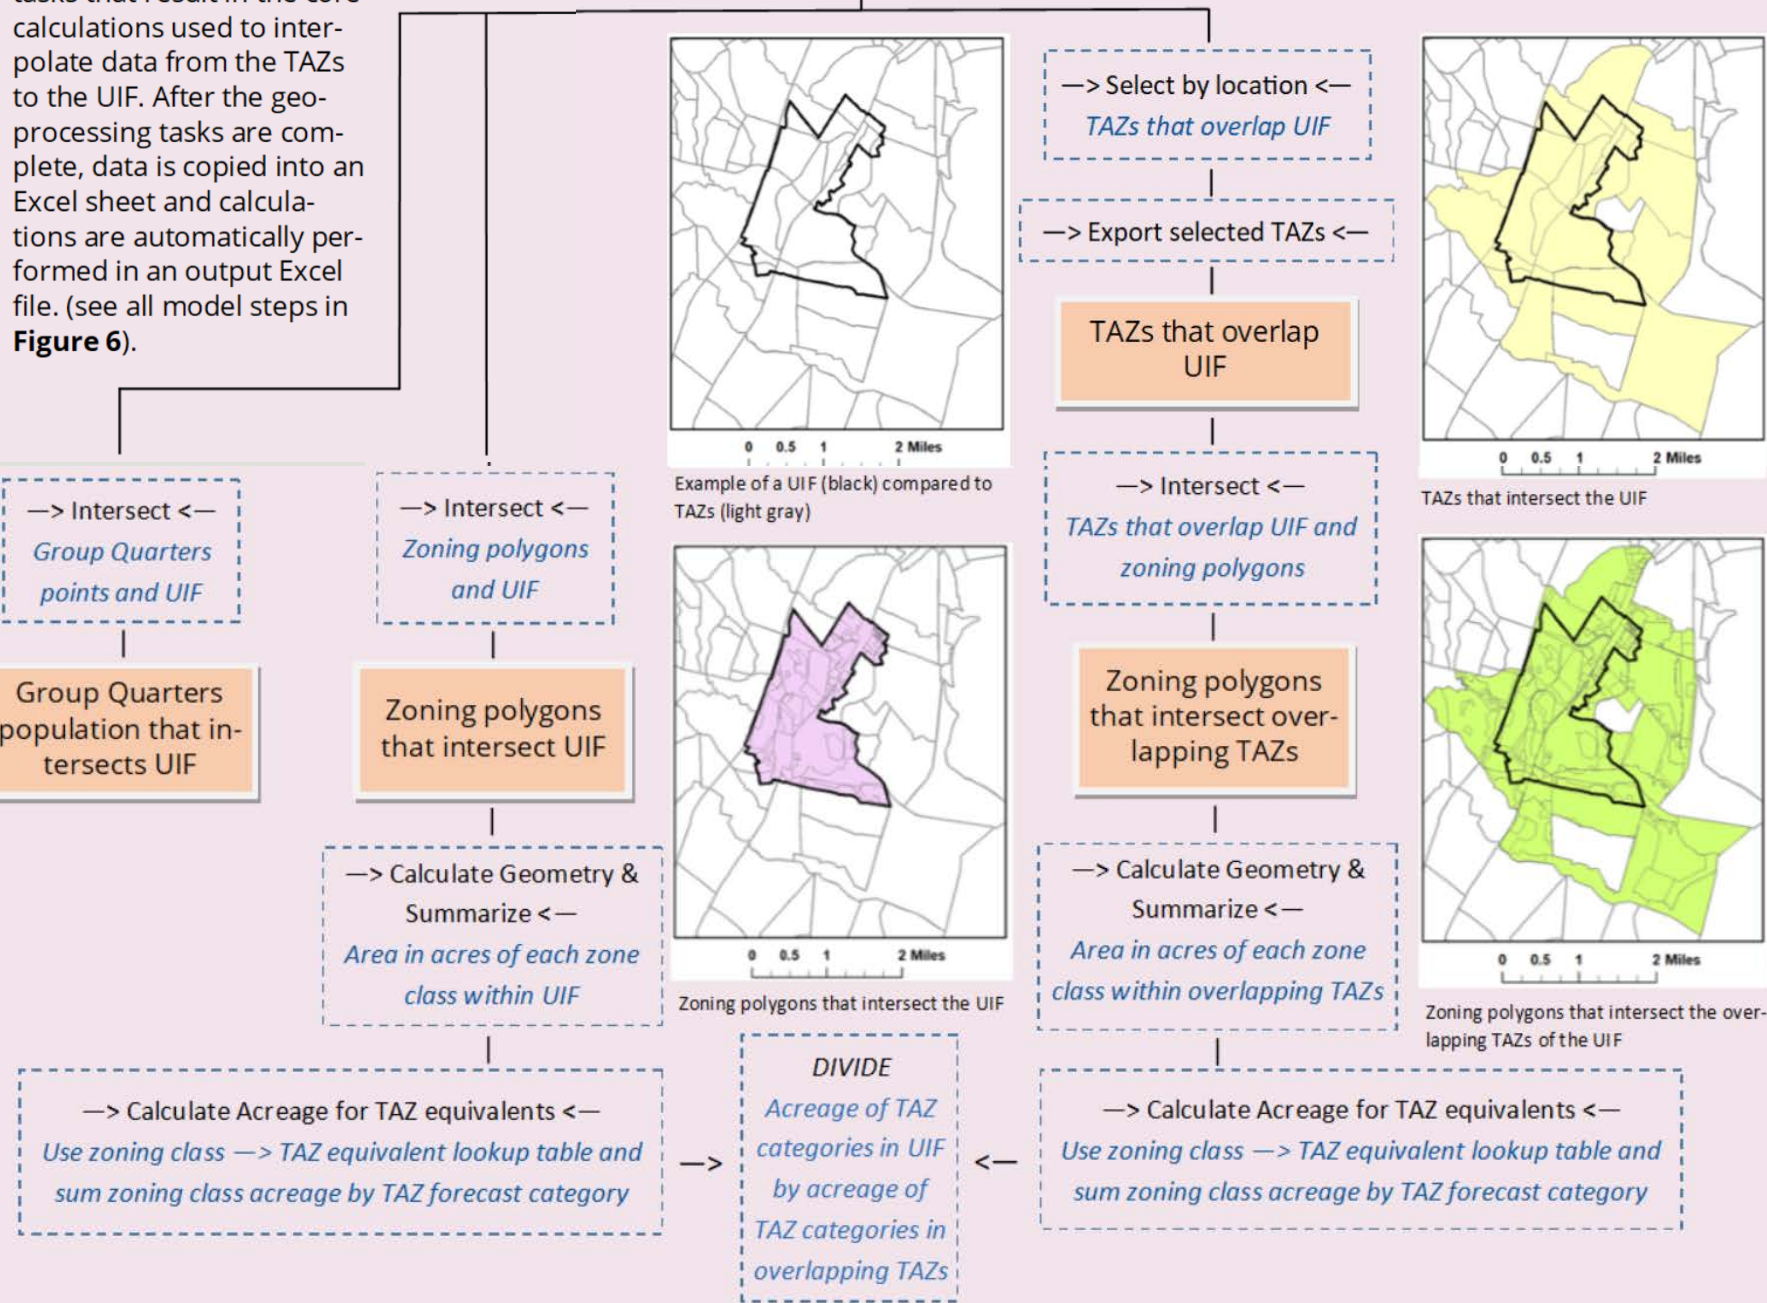 tasks that result in the core
calculations used to inter-
polate data from the TAZs
to the UIF. After the geo-
processing tasks are com-
plete, data is copied into an
Excel sheet and calcula-
tions are automatically per-
formed in an output Excel
file. (see all model steps in
Figure 6).
—> Intersect <—
Group Quarters
points and UIF
Group Quarters
population that in-
tersects UIF
—> Intersect <—
Zoning polygons
and UIF
Zoning polygons
that intersect UIF
—> Calculate Geometry &
Summarize <—
Area in acres of each zone
class within UIF
—> Calculate Acreage for TAZ equivalents <—
Use zoning class —> TAZ equivalent lookup table and
sum zoning class acreage by TAZ forecast category
0 0.5 1 2 Miles
Example of a UIF (black) compared to
TAZs (light gray)
0 0.5 1 2 Miles
Zoning polygons that intersect the UIF
—>
DIVIDE
Acreage of TAZ
categories in UIF
by acreage of
TAZ categories in
overlapping TAZs
<—
—> Select by location <—
TAZs that overlap UIF
—> Export selected TAZs <—
TAZs that overlap
UIF
—> Intersect <—
TAZs that overlap UIF and
zoning polygons
Zoning polygons
that intersect over-
lapping TAZs
—> Calculate Geometry &
Summarize <—
Area in acres of each zone
class within overlapping TAZs
—> Calculate Acreage for TAZ equivalents <—
Use zoning class —> TAZ equivalent lookup table and
sum zoning class acreage by TAZ forecast category
0 0.5 1 2 Miles
TAZs that intersect the UIF
0 0.5 1 2 Miles
Zoning polygons that intersect the over-
lapping TAZs of the UIF